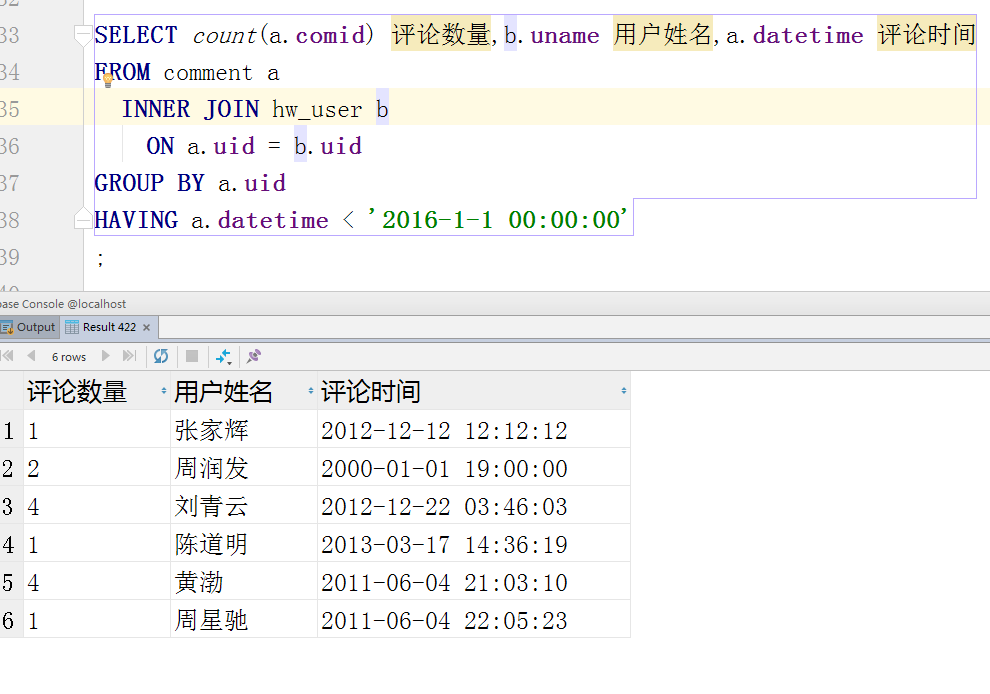 33 SELECT count(a.comid) 评论数量,b.uname 用户姓名,a.datetime 评论时间
34 FROM comment a
35 INNER JOIN hw_user b
36 ON a.uid = b.uid
37 GROUP BY a.uid
38 HAVING a.datetime < '2016-1-1 00:00:00'
39 ;
base Console @localhost
Output Result 422
6 rows
评论数量 用户姓名 评论时间
1 1 张家辉 2012-12-12 12:12:12
2 2 周润发 2000-01-01 19:00:00
3 4 刘青云 2012-12-22 03:46:03
4 1 陈道明 2013-03-17 14:36:19
5 4 黄渤 2011-06-04 21:03:10
6 1 周星驰 2011-06-04 22:05:23